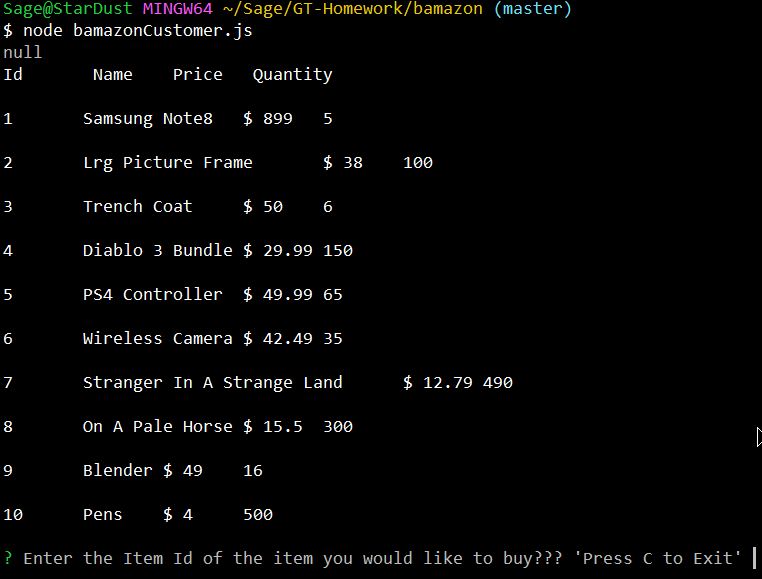 Sage@StarDust MINGW64 ~/Sage/GT-Homework/bamazon (master)
$ node bamazonCustomer.js
null
Id Name Price Quantity
1 Samsung Note8 $ 899 5
2 Lrg Picture Frame $ 38 100
3 Trench Coat $ 50 6
4 Diablo 3 Bundle $ 29.99 150
5 PS4 Controller $ 49.99 65
6 Wireless Camera $ 42.49 35
7 Stranger In A Strange Land $ 12.79 490
8 On A Pale Horse $ 15.5 300
9 Blender $ 49 16
10 Pens $ 4 500
? Enter the Item Id of the item you would like to buy??? 'Press C to Exit'